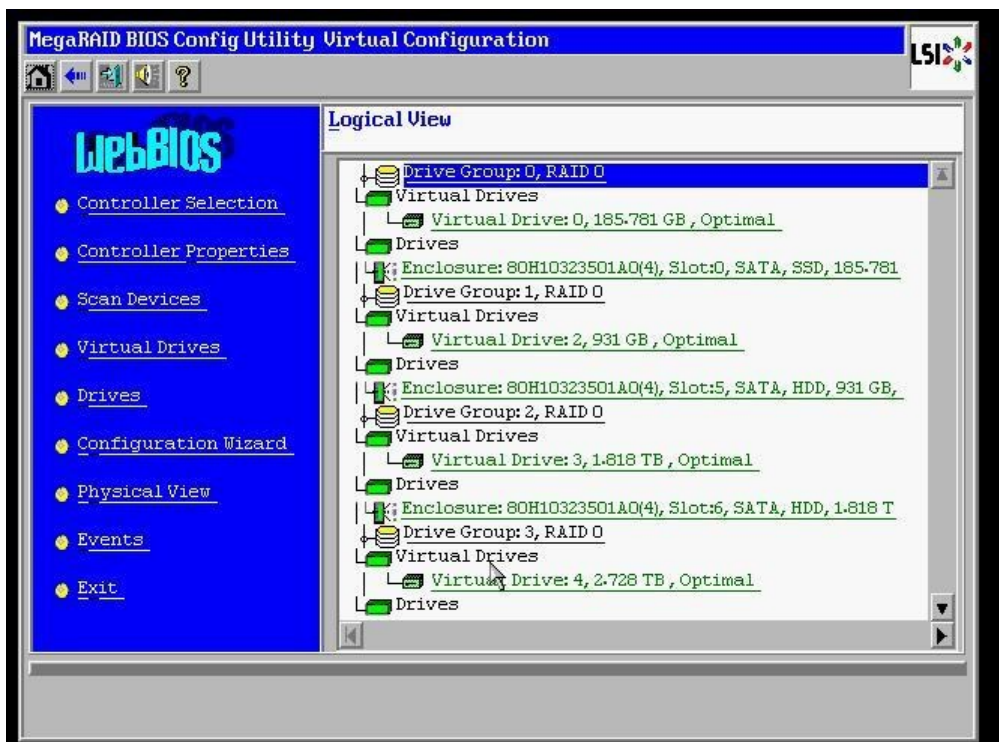 MegaRAID BIOS Config Utility Virtual Configuration
LSI
?
WebBIOS
Controller Selection
Controller Properties
Scan Devices
Virtual Drives
Drives
Configuration Wizard
Physical View
Events
Exit
Logical View
Drive Group: 0, RAID 0
Virtual Drives
Virtual Drive: 0, 185.781 GB, Optimal
Drives
Enclosure: 80H10323501A0(4), Slot:0, SATA, SSD, 185.781
Drive Group: 1, RAID 0
Virtual Drives
Virtual Drive: 2, 931 GB, Optimal
Drives
Enclosure: 80H10323501A0(4), Slot:5, SATA, HDD, 931 GB,
Drive Group: 2, RAID 0
Virtual Drives
Virtual Drive: 3, 1.818 TB, Optimal
Drives
Enclosure: 80H10323501A0(4), Slot:6, SATA, HDD, 1.818 T
Drive Group: 3, RAID 0
Virtual Drives
Virtual Drive: 4, 2.728 TB, Optimal
Drives